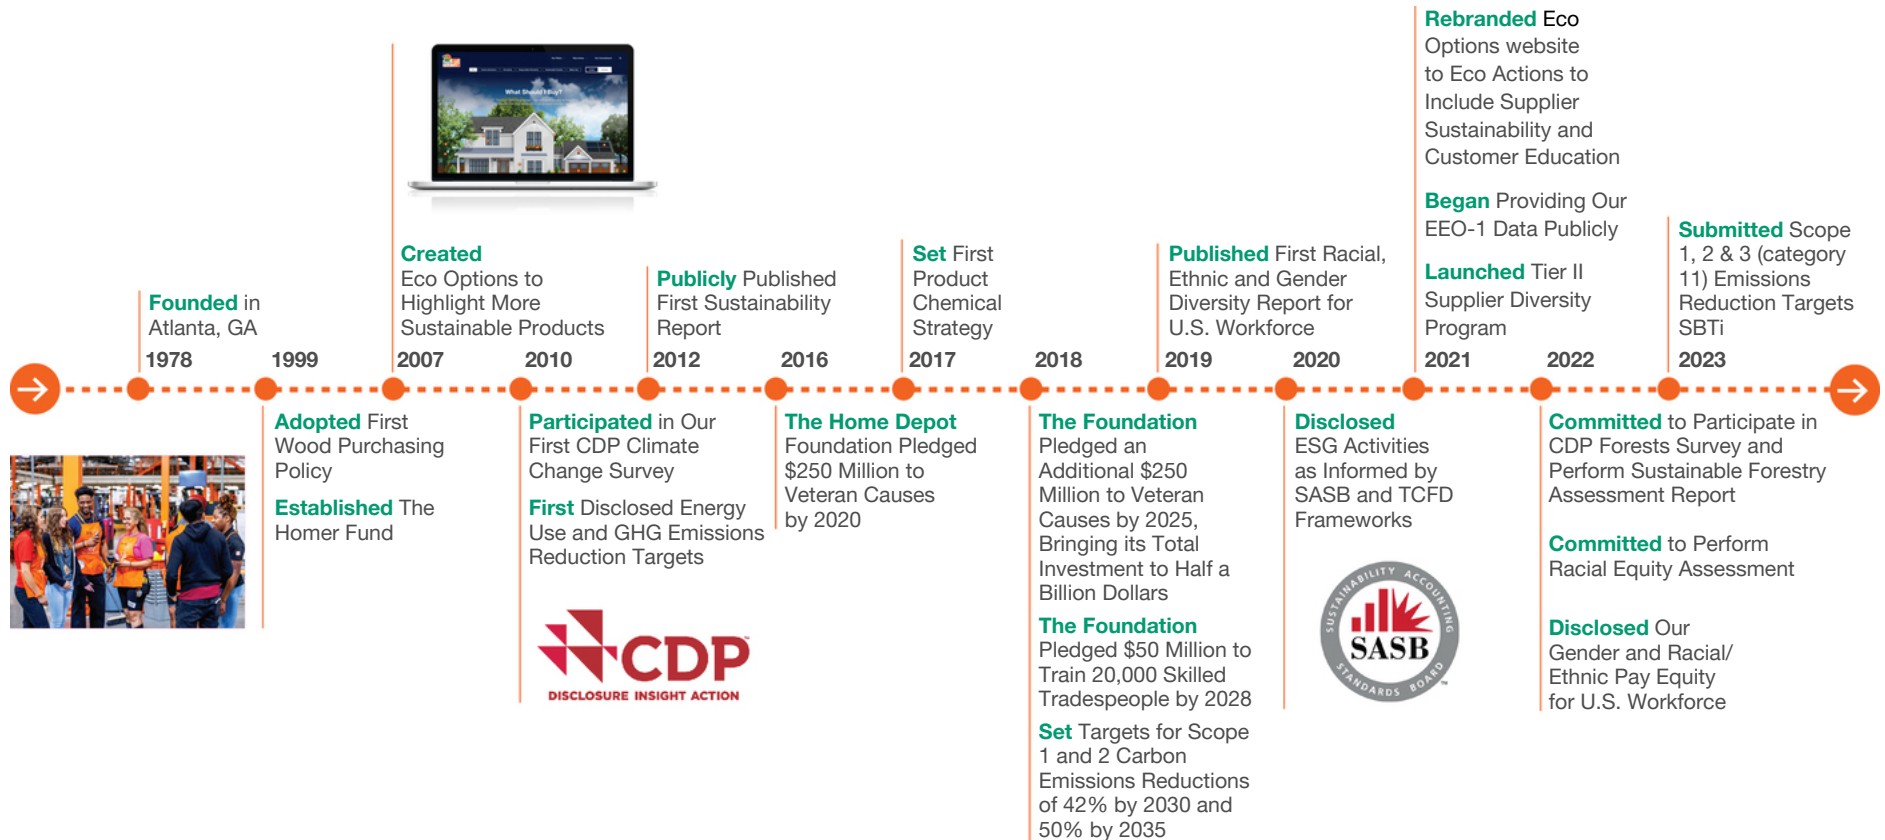 What Should I Buy?
Founded in
Atlanta, GA
1978
1999
Adopted First
Wood Purchasing
Policy
Established The
Homer Fund
Created
Eco Options to
Highlight More
Sustainable Products
2007
2010
Participated in Our
First CDP Climate
Change Survey
First Disclosed Energy
Use and GHG Emissions
Reduction Targets
CDP
DISCLOSURE INSIGHT ACTION
Publicly Published
First Sustainability
Report
2012
2016
The Home Depot
Foundation Pledged
$250 Million to
Veteran Causes
by 2020
Set First
Product
Chemical
Strategy
2017
2018
The Foundation
Pledged an
Additional $250
Million to Veteran
Causes by 2025,
Bringing its Total
Investment to Half a
Billion Dollars
The Foundation
Pledged $50 Million to
Train 20,000 Skilled
Tradespeople by 2028
Set Targets for Scope
1 and 2 Carbon
Emissions Reductions
of 42% by 2030 and
50% by 2035
Published First Racial,
Ethnic and Gender
Diversity Report for
U.S. Workforce
2019
2020
Disclosed
ESG Activities
as Informed by
SASB and TCFD
Frameworks
SUSTAINABILITY ACCOUNTING
SASB
STANDARDS BOARD
TM
Rebranded Eco
Options website
to Eco Actions to
Include Supplier
Sustainability and
Customer Education
Began Providing Our
EEO-1 Data Publicly
Launched Tier II
Supplier Diversity
Program
2021
2022
Committed to Participate in
CDP Forests Survey and
Perform Sustainable Forestry
Assessment Report
Committed to Perform
Racial Equity Assessment
Disclosed Our
Gender and Racial/
Ethnic Pay Equity
for U.S. Workforce
Submitted Scope
1, 2 & 3 (category
11) Emissions
Reduction Targets
SBTi
2023